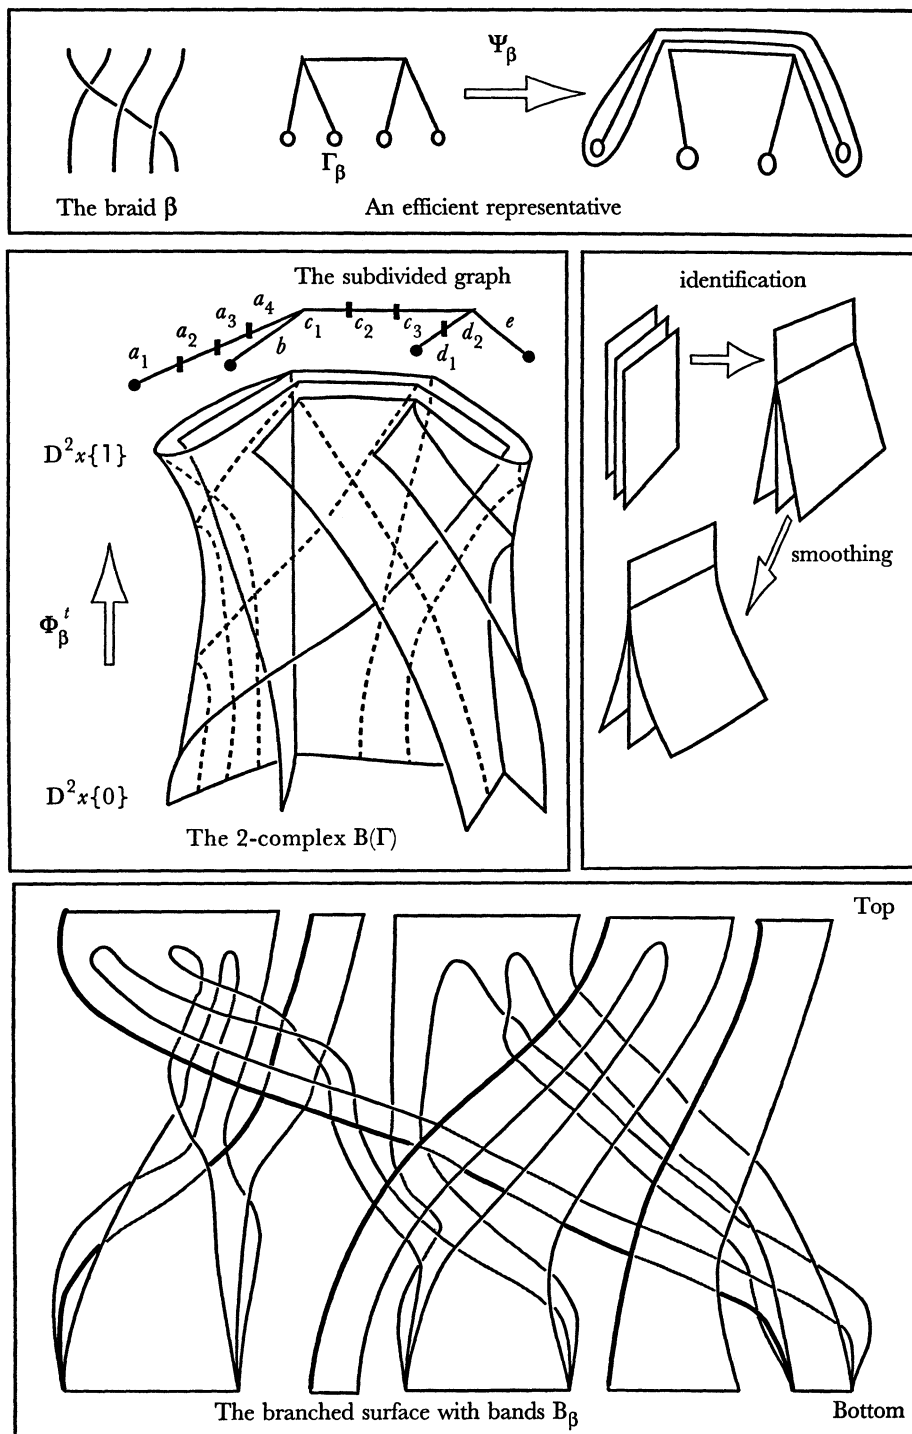 Ψβ
Γβ
The braid β
An efficient representative
The subdivided graph
a₁ a₂ a₃ a₄ b c₁ c₂ c₃ d₁ d₂ e
D²x{1}
Φβᵗ
D²x{0}
The 2-complex B(Γ)
identification
smoothing
Top
The branched surface with bands Bβ
Bottom